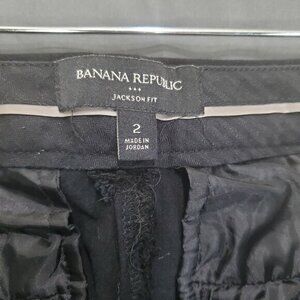 BANANA REPUBLIC
JACKSON FIT
2
MADE IN
JORDAN